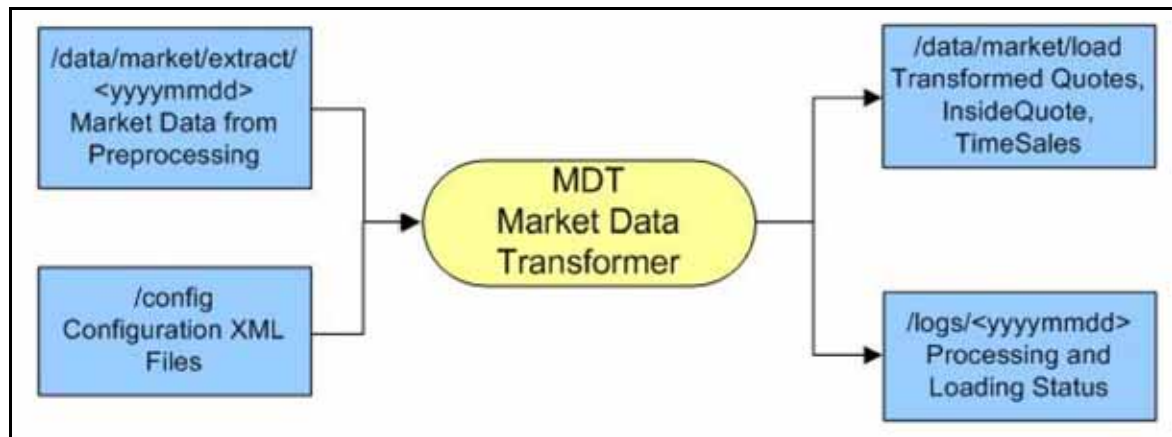 /data/market/extract/
<yyyymmdd>
Market Data from
Preprocessing
/config
Configuration XML
Files
MDT
Market Data
Transformer
/data/market/load
Transformed Quotes,
InsideQuote,
TimeSales
/logs/<yyyymmdd>
Processing and
Loading Status